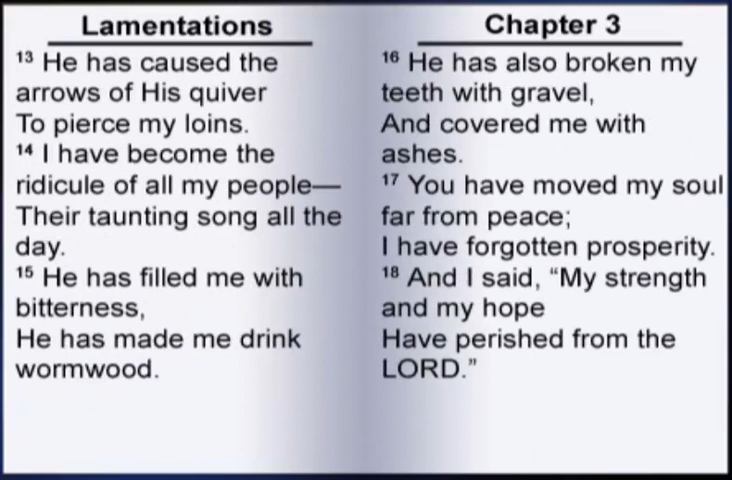 Lamentations
¹³ He has caused the
arrows of His quiver
To pierce my loins.
¹⁴ I have become the
ridicule of all my people—
Their taunting song all the
day.
¹⁵ He has filled me with
bitterness,
He has made me drink
wormwood.
Chapter 3
¹⁶ He has also broken my
teeth with gravel,
And covered me with
ashes.
¹⁷ You have moved my soul
far from peace;
I have forgotten prosperity.
¹⁸ And I said, “My strength
and my hope
Have perished from the
LORD.”